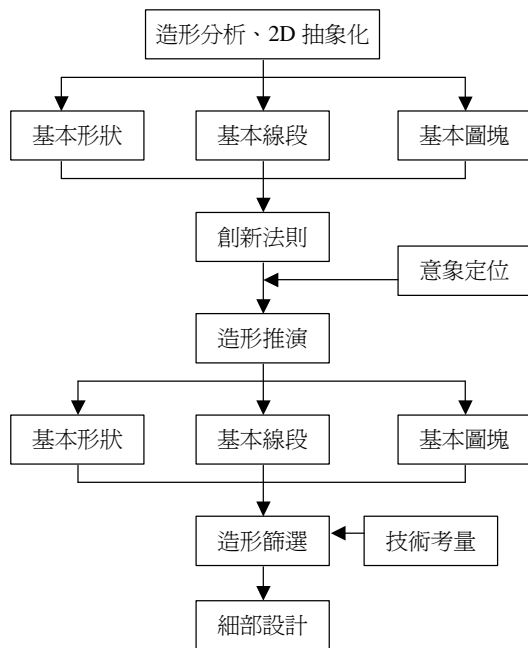 造形分析、2D 抽象化
基本形狀
基本線段
基本圖塊
創新法則
意象定位
造形推演
基本形狀
基本線段
基本圖塊
造形篩選
技術考量
細部設計